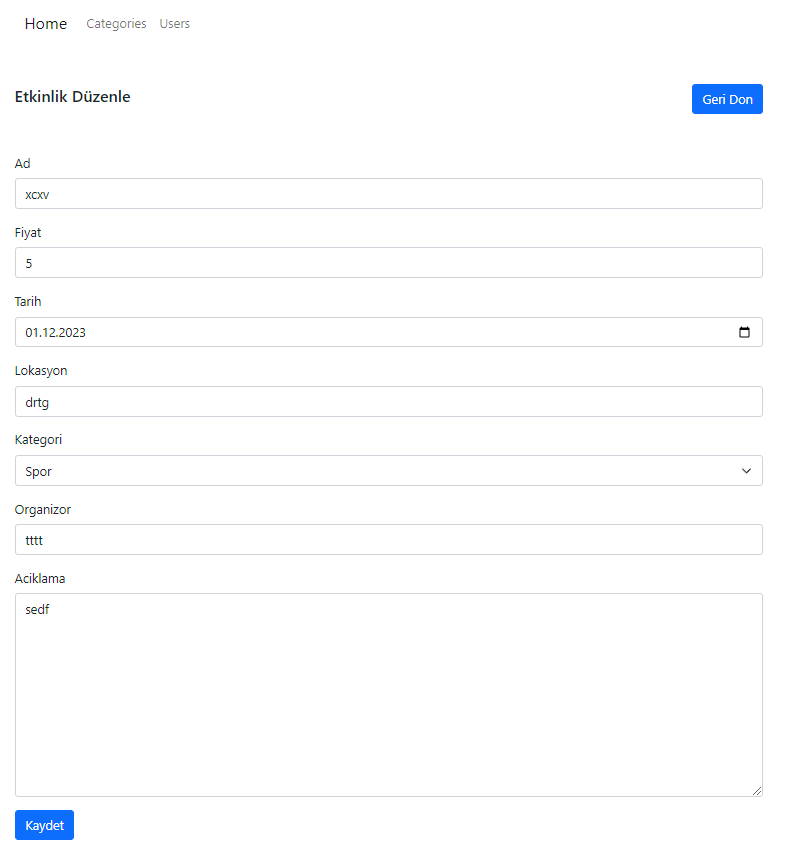 Home Categories Users
Etkinlik Düzenle
Geri Don
Ad
xcxv
Fiyat
5
Tarih
01.12.2023
Lokasyon
drtg
Kategori
Spor
Organizor
tttt
Aciklama
sedf
Kaydet